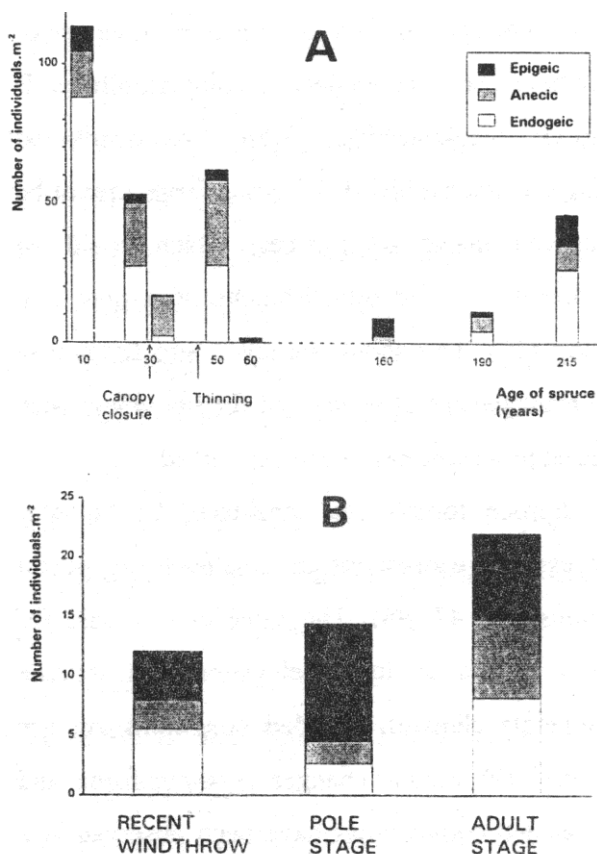 A
Number of individuals.m⁻²
100
50
0
Epigeic
Anecic
Endogeic
10 30 50 60 160 190 215
Canopy closure
Thinning
Age of spruce (years)
B
Number of individuals.m⁻²
25
20
15
10
5
0
RECENT WINDTHROW
POLE STAGE
ADULT STAGE